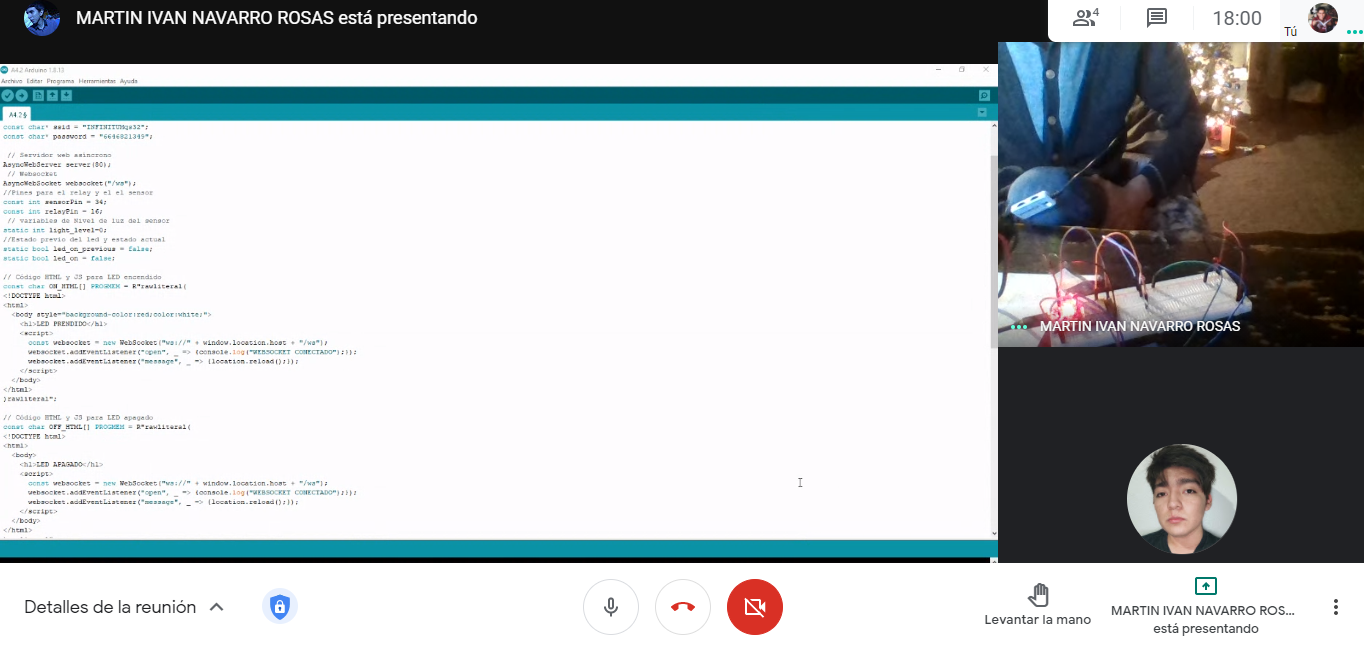 MARTIN IVAN NAVARRO ROSAS está presentando
4
18:00
Tú
A4.2 Arduino 1.8.13
Archivo Editar Programa Herramientas Ayuda
A4.2§
const char* ssid = "INFINITUMqs32";
const char* password = "6646821349";
// Servidor web asincrono
AsyncWebServer server(80);
// Websocket
AsyncWebSocket websocket("/ws");
//Pines para el relay y el el sensor
const int sensorPin = 34;
const int relayPin = 16;
// variables de Nivel de luz del sensor
static int light_level=0;
//Estado previo del led y estado actual
static bool led_on_previous = false;
static bool led_on = false;
// Código HTML y JS para LED encendido
const char ON_HTML[] PROGMEM = R"rawliteral(
<!DOCTYPE html>
<html>
<body style="background-color:red;color:white;">
<h1>LED PRENDIDO</h1>
<script>
const websocket = new WebSocket("ws://" + window.location.host + "/ws");
websocket.addEventListener("open", _ => {console.log("WEBSOCKET CONECTADO");});
websocket.addEventListener("message", _ => {location.reload();});
</script>
</body>
</html>
)rawliteral";
// Código HTML y JS para LED apagado
const char OFF_HTML[] PROGMEM = R"rawliteral(
<!DOCTYPE html>
<html>
<body>
<h1>LED APAGADO</h1>
<script>
const websocket = new WebSocket("ws://" + window.location.host + "/ws");
websocket.addEventListener("open", _ => {console.log("WEBSOCKET CONECTADO");});
websocket.addEventListener("message", _ => {location.reload();});
</script>
</body>
</html>
MARTIN IVAN NAVARRO ROSAS
Detalles de la reunión
Levantar la mano
MARTIN IVAN NAVARRO ROS...
está presentando